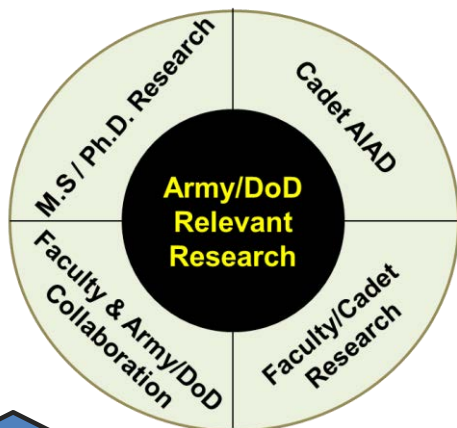 M.S / Ph.D. Research
Cadet AIAD
Army/DoD
Relevant
Research
Faculty & Army/DoD
Collaboration
Faculty/Cadet
Research